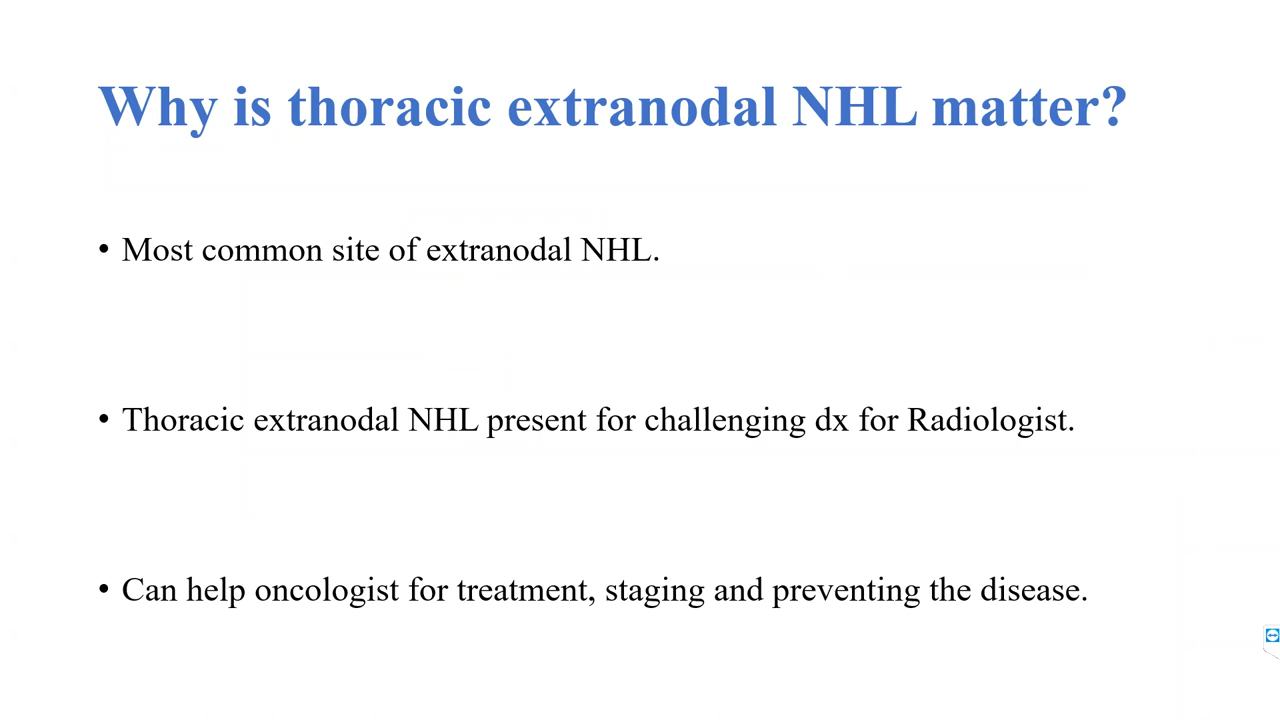 Why is thoracic extranodal NHL matter?
• Most common site of extranodal NHL.
• Thoracic extranodal NHL present for challenging dx for Radiologist.
• Can help oncologist for treatment, staging and preventing the disease.